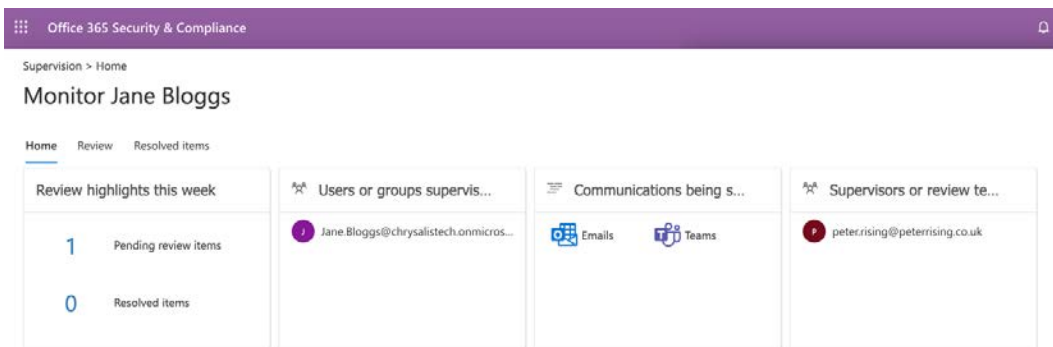 Office 365 Security & Compliance
Supervision > Home
Monitor Jane Bloggs
Home Review Resolved items
Review highlights this week
1 Pending review items
0 Resolved items
Users or groups supervis...
J Jane.Bloggs@chrysalistech.onmicros...
Communications being s...
Emails Teams
Supervisors or review te...
P peter.rising@peterrising.co.uk